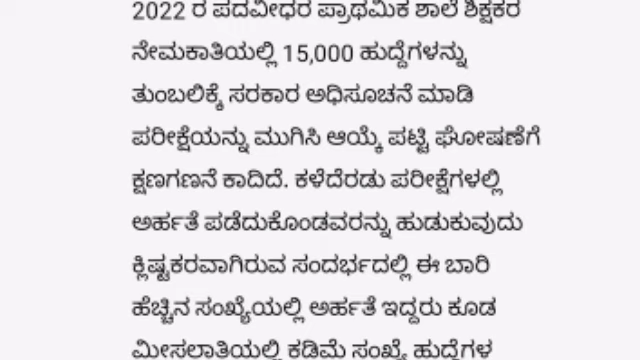 2022 ರ ಪದವೀಧರ ಪ್ರಾಥಮಿಕ ಶಾಲೆ ಶಿಕ್ಷಕರ
ನೇಮಕಾತಿಯಲ್ಲಿ 15,000 ಹುದ್ದೆಗಳನ್ನು
ತುಂಬಲಿಕ್ಕೆ ಸರಕಾರ ಅಧಿಸೂಚನೆ ಮಾಡಿ
ಪರೀಕ್ಷೆಯನ್ನು ಮುಗಿಸಿ ಆಯ್ಕೆ ಪಟ್ಟಿ ಘೋಷಣೆಗೆ
ಕ್ಷಣಗಣನೆ ಕಾದಿದೆ. ಕಳೆದೆರಡು ಪರೀಕ್ಷೆಗಳಲ್ಲಿ
ಅರ್ಹತೆ ಪಡೆದುಕೊಂಡವರನ್ನು ಹುಡುಕುವುದು
ಕ್ಲಿಷ್ಟಕರವಾಗಿರುವ ಸಂದರ್ಭದಲ್ಲಿ ಈ ಬಾರಿ
ಹೆಚ್ಚಿನ ಸಂಖ್ಯೆಯಲ್ಲಿ ಅರ್ಹತೆ ಇದ್ದರು ಕೂಡ
ಮೀಸಲಾತಿಯಲ್ಲಿ ಕಡಿಮೆ ಸಂಖ್ಯೆ ಹುದ್ದೆಗಳ